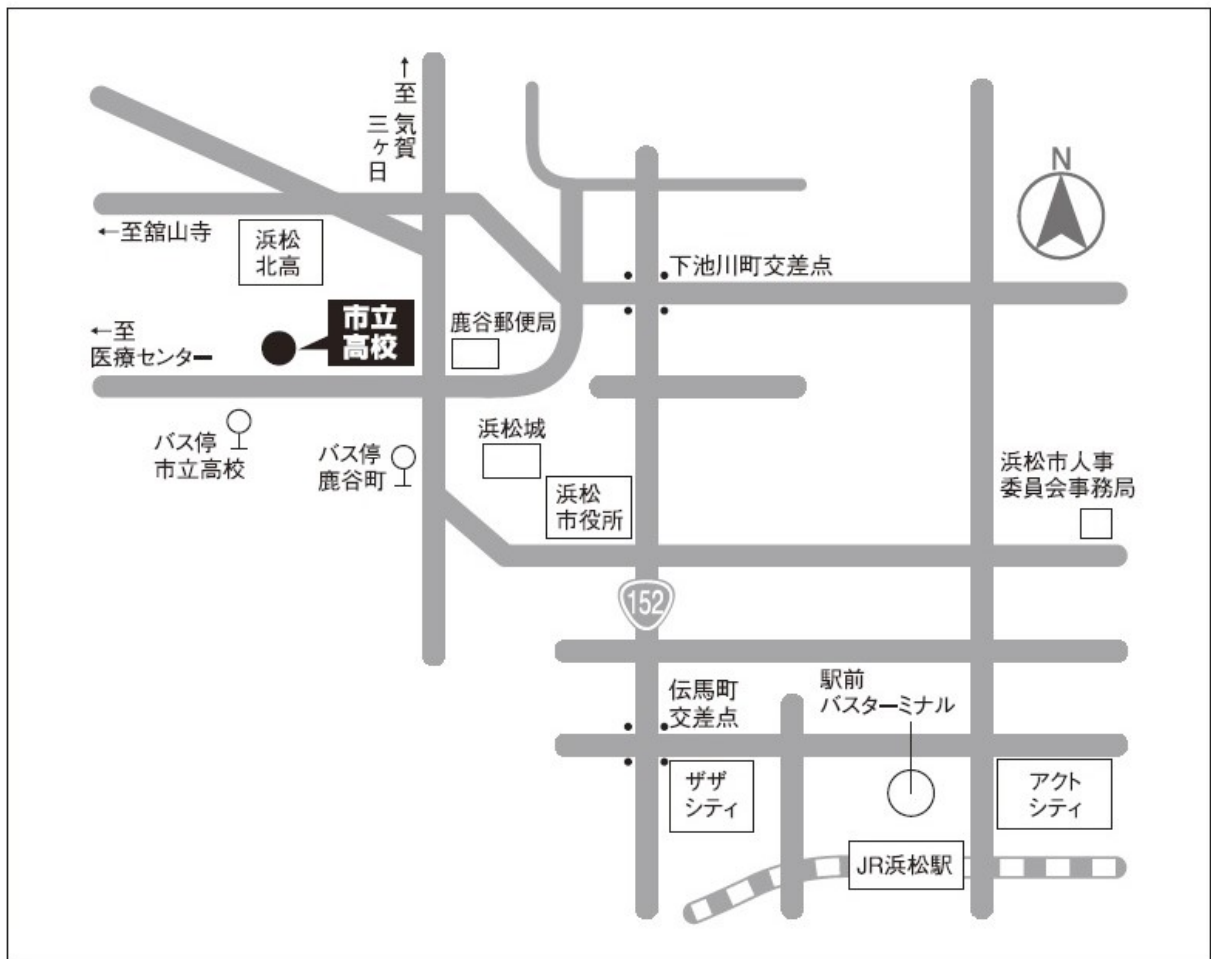 ↑至 気賀
三ヶ日
N
←至舘山寺
浜松
北高
下池川町交差点
市立
高校
鹿谷郵便局
←至
医療センター
バス停
市立高校
バス停
鹿谷町
浜松城
浜松
市役所
浜松市人事
委員会事務局
152
伝馬町
交差点
駅前
バスターミナル
ザザ
シティ
アクト
シティ
JR浜松駅